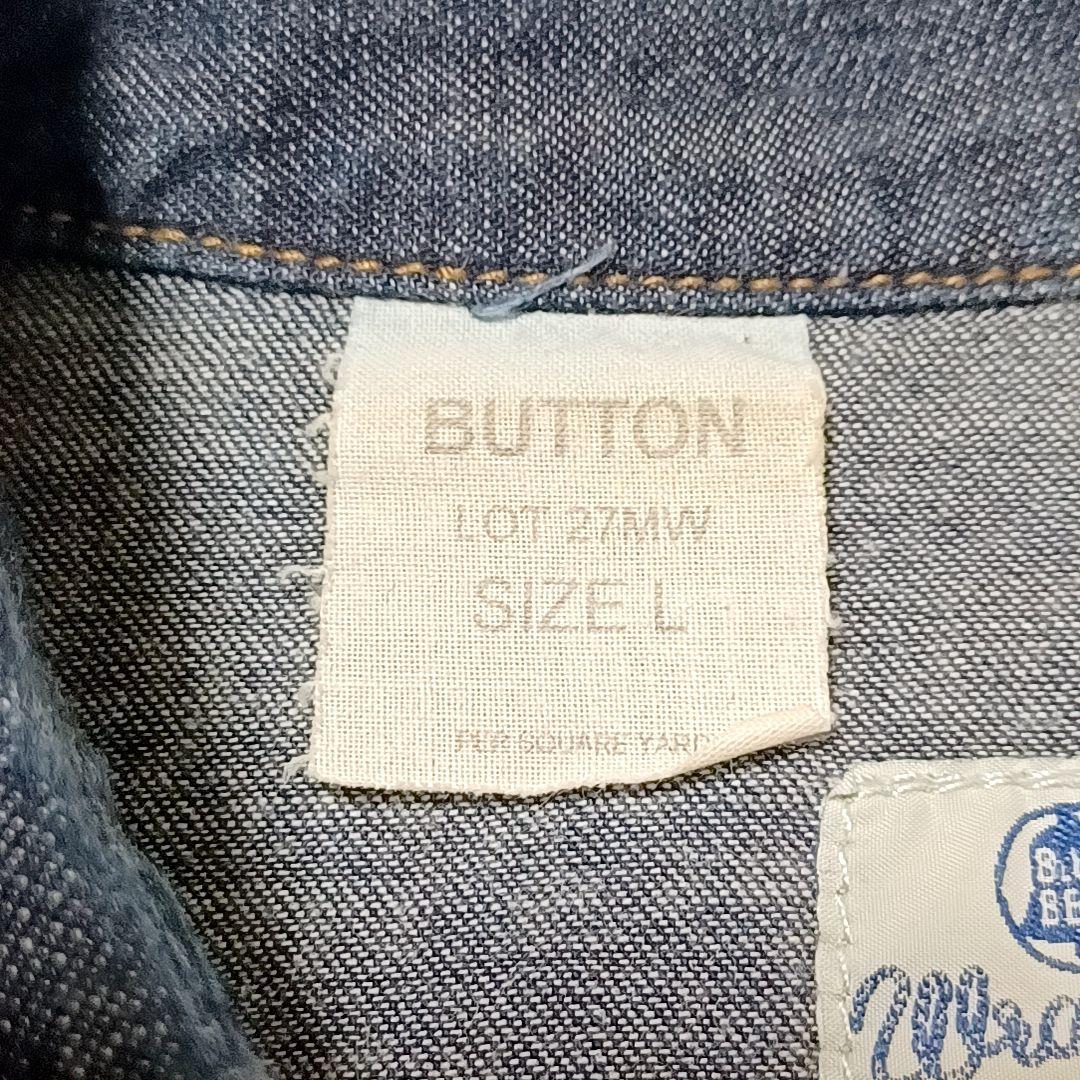 BUTTON
LOT 27MW
SIZE L
PER SQUARE YARD